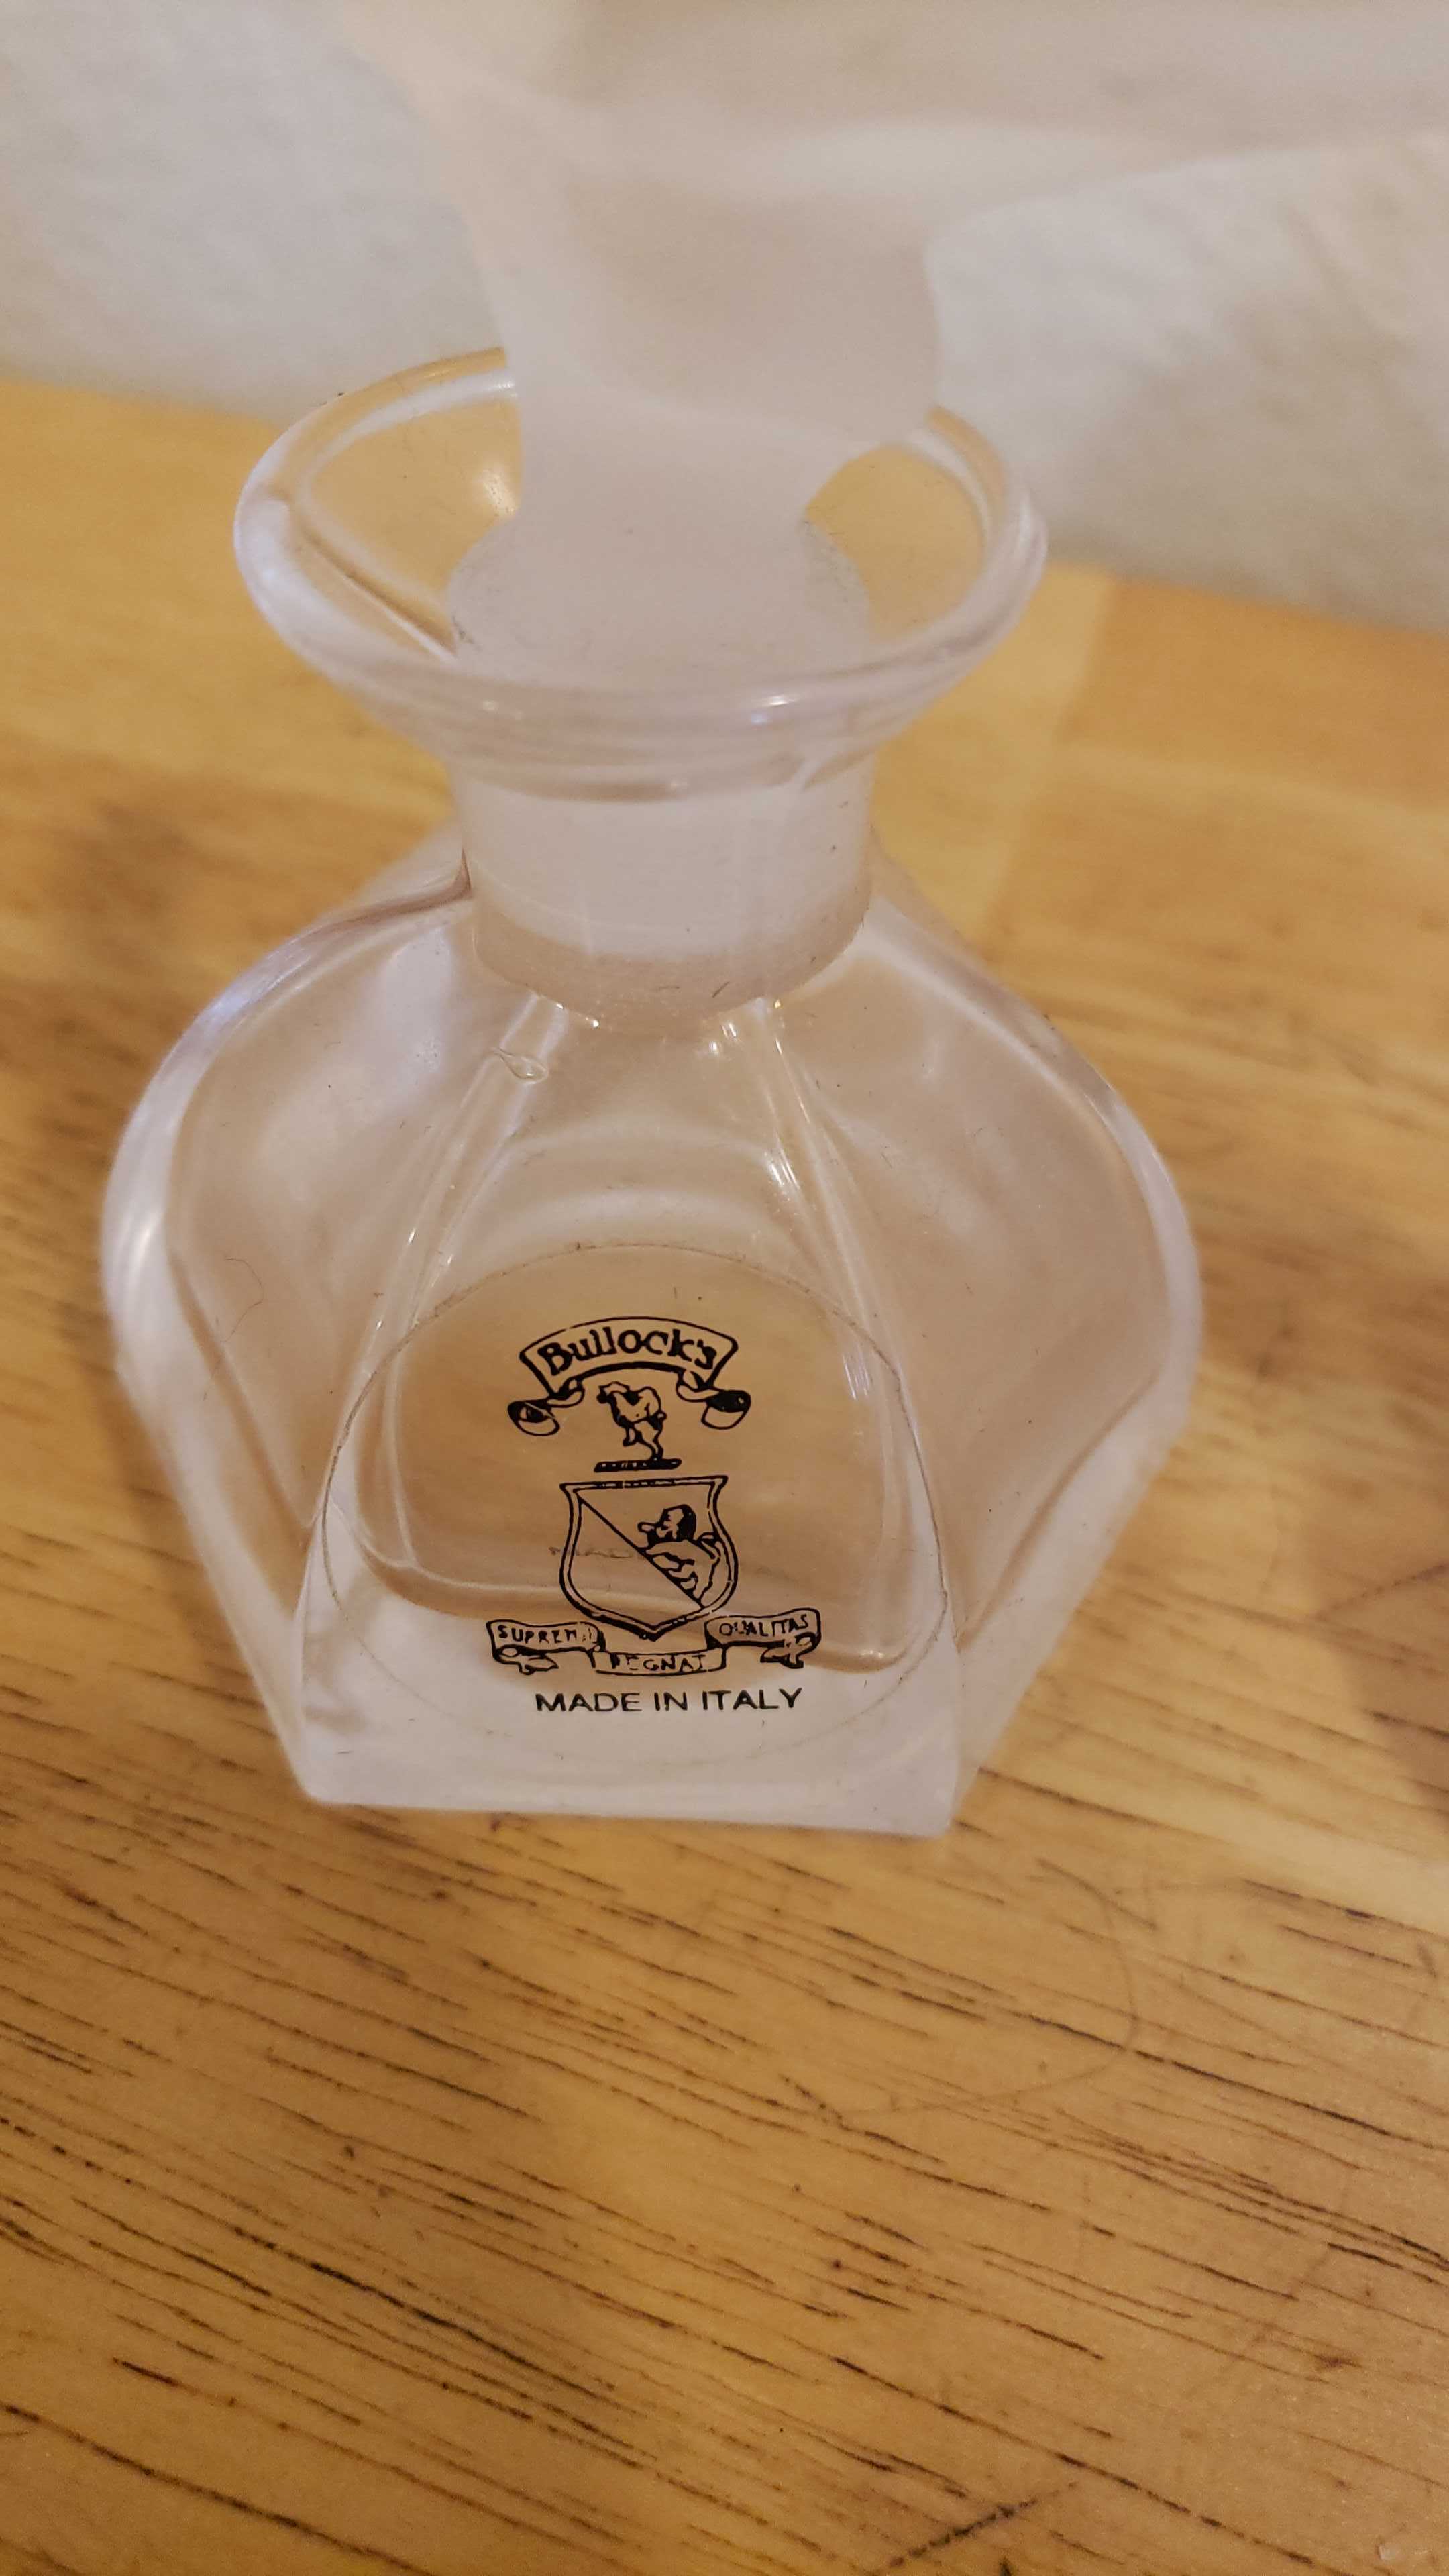 Bullock's
SUPREMA
QUALITAS
REGNAT
MADE IN ITALY